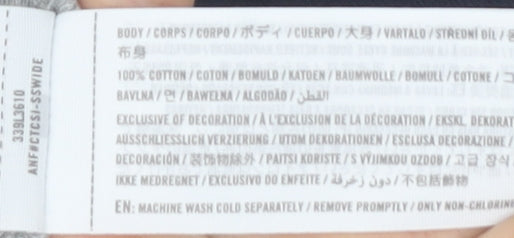 339L3610
ANF#CTCSI-SSWIDE
BODY / CORPS / CORPO / ボディ / CUERPO / 大身 / VARTALO / STŘEDNÍ DÍL /
布身
100% COTTON / COTON / BOMULD / KATOEN / BAUMWOLLE / BOMULL / COTONE / コ
BAVLNA / 면 / BAWEŁNA / ALGODÃO / القطن
EXCLUSIVE OF DECORATION / À L'EXCLUSION DE LA DÉCORATION / EKSKL. DEKORAT
AUSSCHLIESSLICH VERZIERUNG / UTOM DEKORATIONEN / ESCLUSA DECORAZIONE /
DECORACIÓN / 装饰物除外 / PAITSI KORISTE / S VÝJIMKOU OZDOB / 고급 장식
IKKE MEDREGNET / EXCLUSIVO DO ENFEITE / دون زخرفة / 不包括飾物
EN: MACHINE WASH COLD SEPARATELY / REMOVE PROMPTLY / ONLY NON-CHLORIN